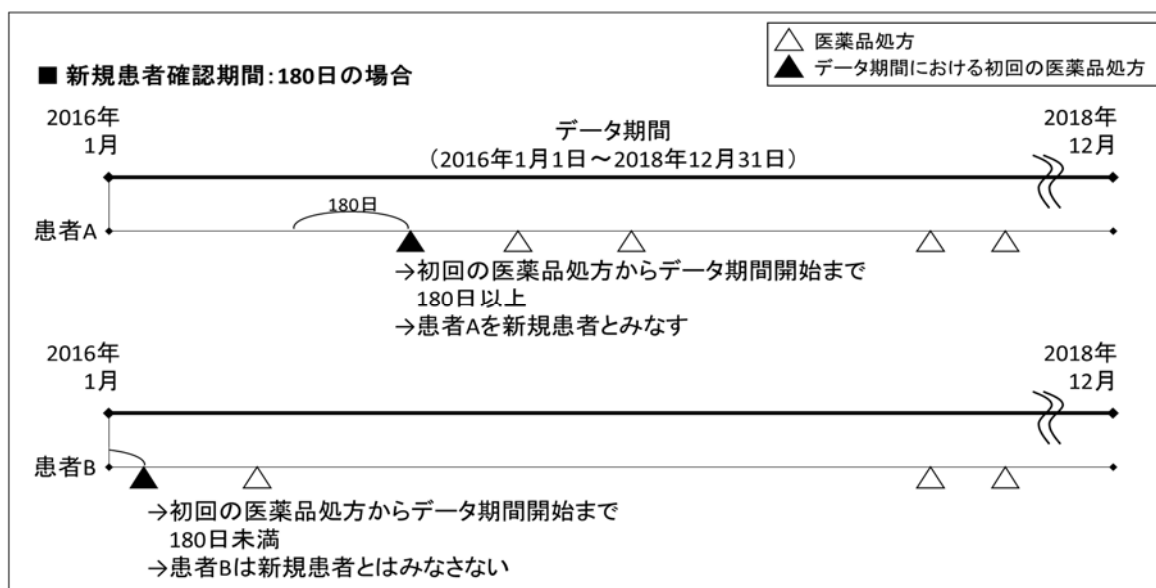 △ 医薬品処方
▲ データ期間における初回の医薬品処方
■ 新規患者確認期間:180日の場合
2016年
1月
データ期間
(2016年1月1日~2018年12月31日)
2018年
12月
180日
患者A
→初回の医薬品処方からデータ期間開始まで
180日以上
→患者Aを新規患者とみなす
2016年
1月
2018年
12月
患者B
→初回の医薬品処方からデータ期間開始まで
180日未満
→患者Bは新規患者とはみなさない